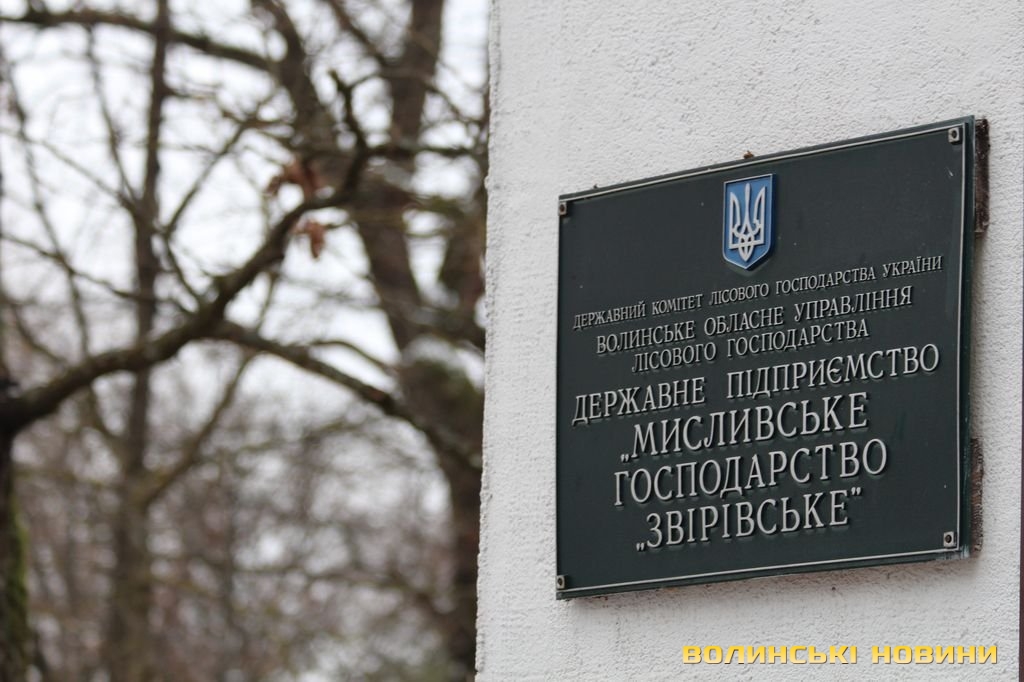 ДЕРЖАВНИЙ КОМІТЕТ ЛІСОВОГО ГОСПОДАРСТВА УКРАЇНИ
ВОЛИНСЬКЕ ОБЛАСНЕ УПРАВЛІННЯ
ЛІСОВОГО ГОСПОДАРСТВА
ДЕРЖАВНЕ ПІДПРИЄМСТВО
„МИСЛИВСЬКЕ
ГОСПОДАРСТВО
„ЗВІРІВСЬКЕ”
ВОЛИНСЬКІ НОВИНИ